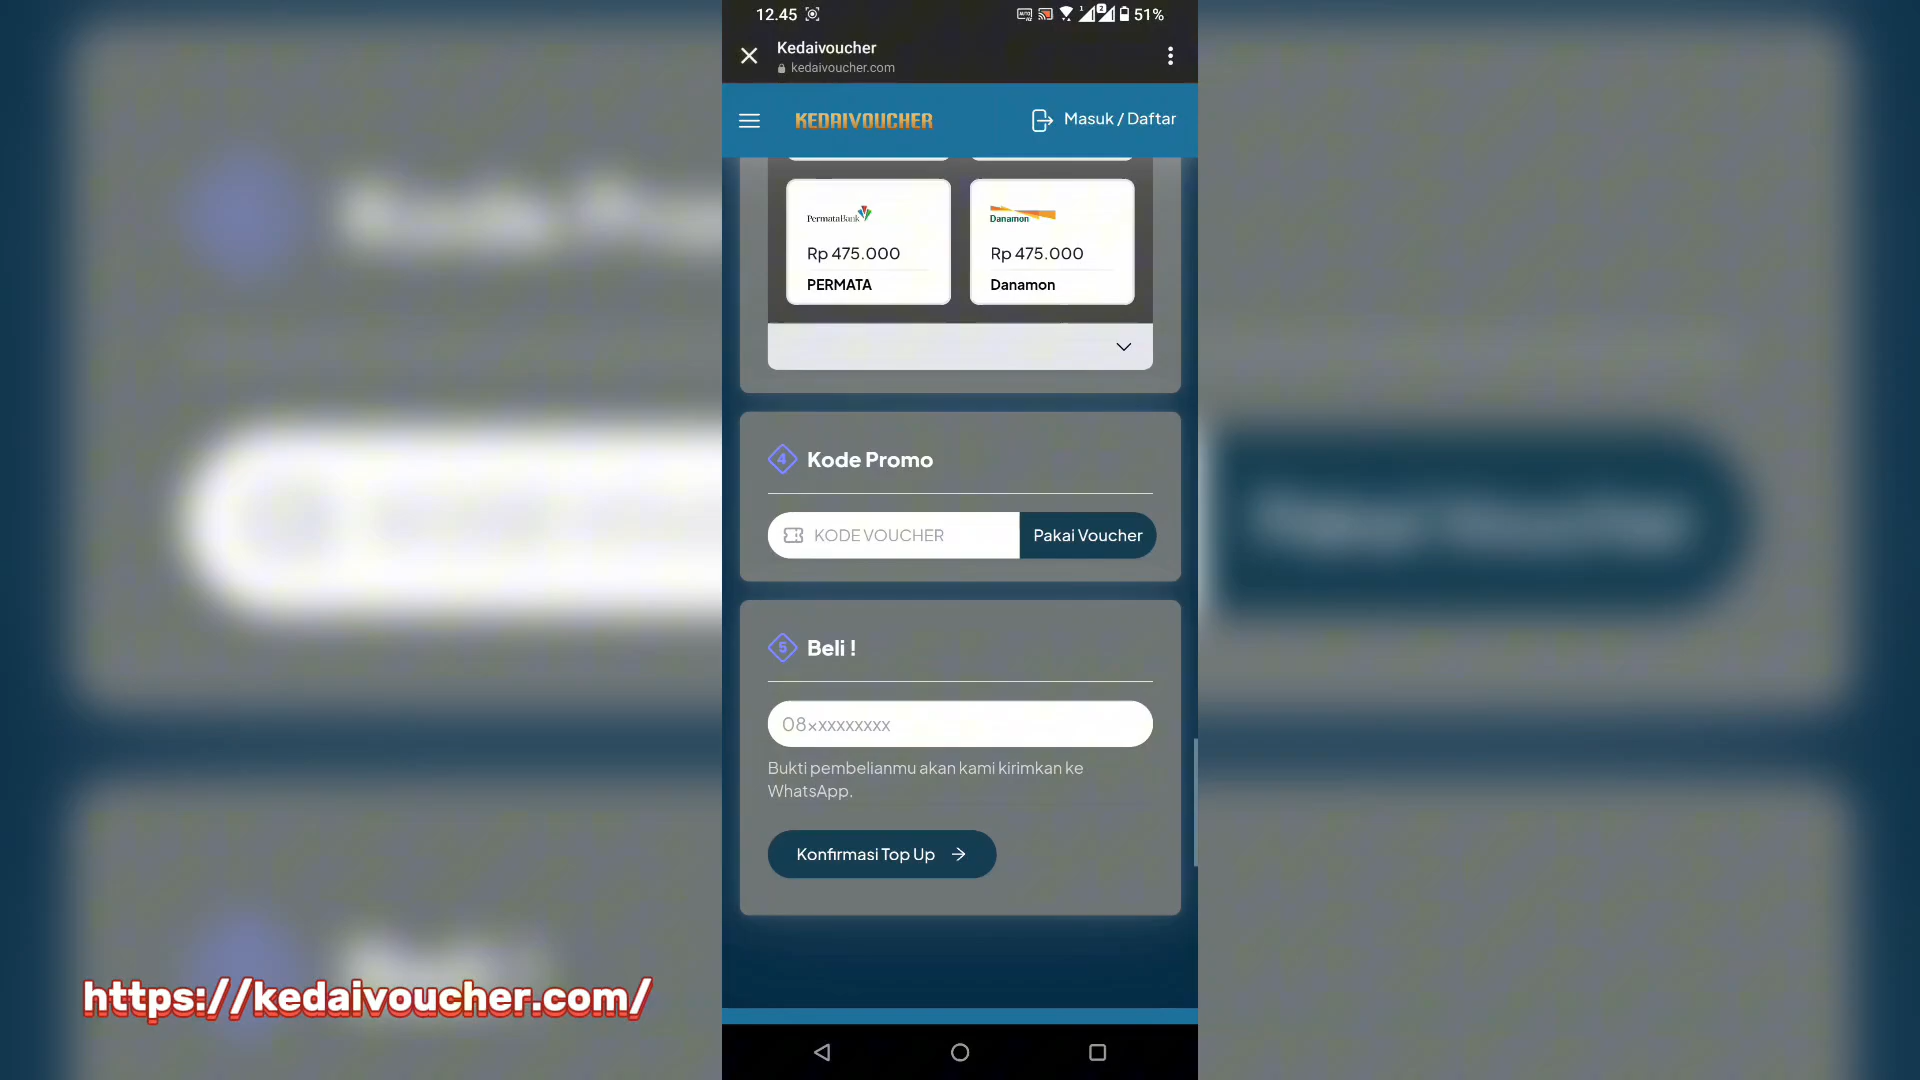 12.45
51%
Kedaivoucher
kedaivoucher.com
KEDAIVOUCHER
Masuk / Daftar
PermataBank
Danamon
Rp 475.000
Rp 475.000
PERMATA
Danamon
4 Kode Promo
KODE VOUCHER
Pakai Voucher
5 Beli !
08xxxxxxxxx
Bukti pembelianmu akan kami kirimkan ke
WhatsApp.
Konfirmasi Top Up
https://kedaivoucher.com/